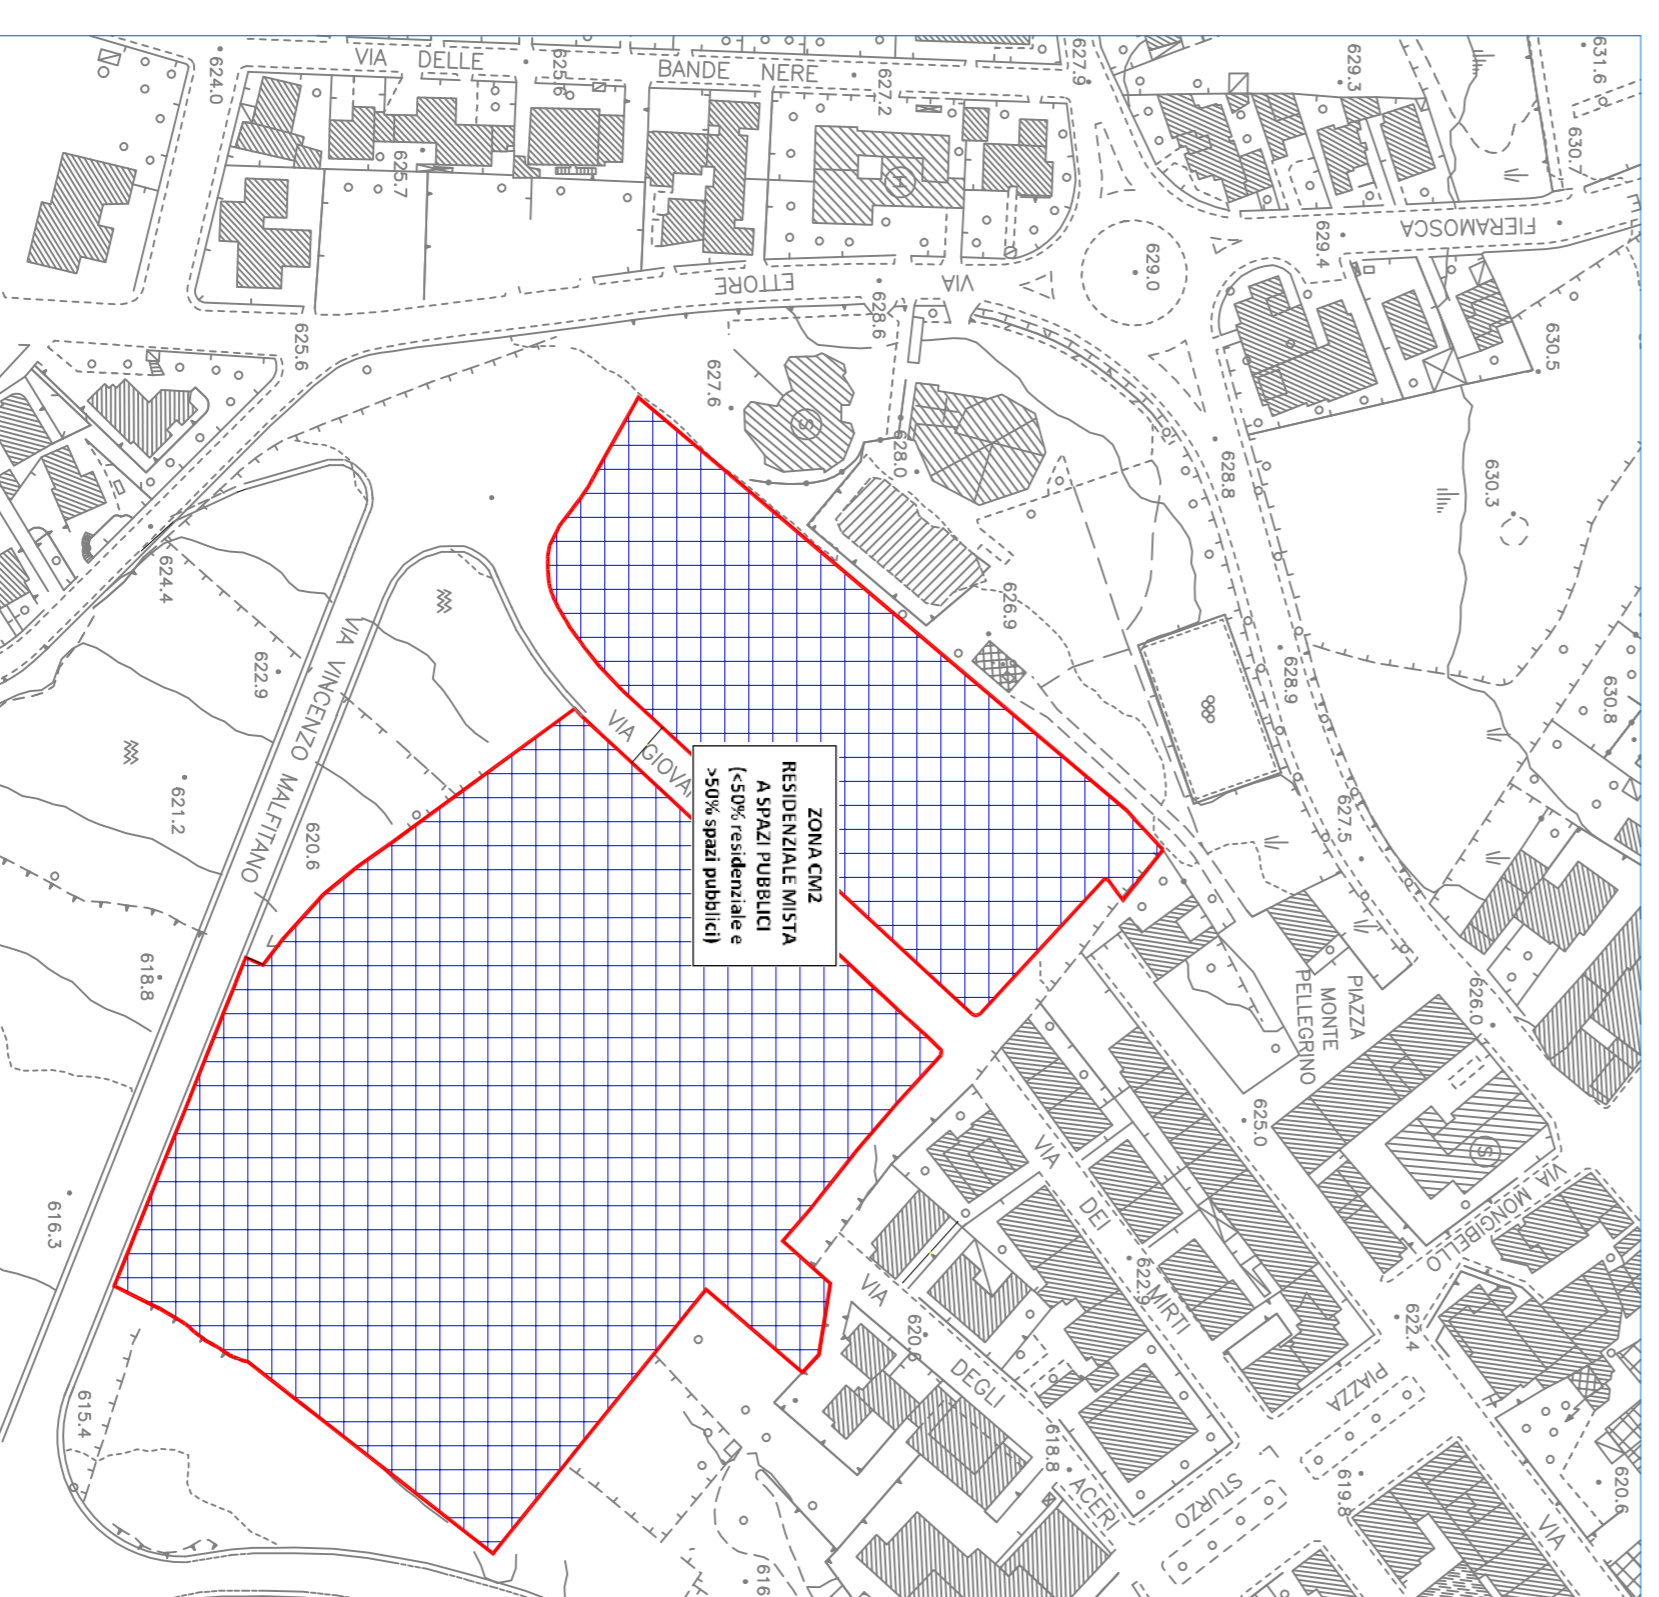 VIA DELLE BANDE NERE
VIA ETTORE FIERAMOSCA
624.0
625.6
625.7
627.2
627.9
629.3
631.6
630.7
629.4
629.0
628.6
625.6
627.6
628.0
628.8
630.5
630.3
H
S
624.4
622.9
621.2
620.6
618.8
616.3
615.4
626.9
628.9
630.8
627.5
626.0
VIA VINCENZO MALFITANO
VIA GIOVA
ZONA CM2
RESIDENZIALE MISTA
A SPAZI PUBBLICI
(<50% residenziale e
>50% spazi pubblici)
PIAZZA
MONTE
PELLEGRINO
625.0
S
VIA MONGIBELLO
VIA DEI MIRTI
622.9
622.4
VIA DEGLI ACERI
620.6
618.8
PIAZZA STURZO
619.8
620.6
VIA
616